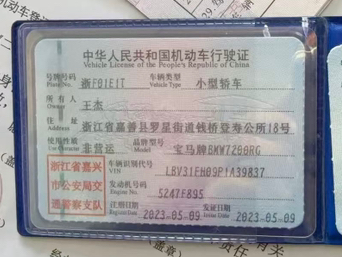 中华人民共和国机动车行驶证
Vehicle License of the People's Republic of China
号牌号码 浙F01E1T 车辆类型 小型轿车
Plate No. Vehicle Type
所有人 王杰
Owner
住址 浙江省嘉善县罗星街道钱桥登寿公所18号
Address
使用性质 非营运 品牌型号 宝马牌BMW7200RG
Use Character Model
浙江省嘉兴
市公安局交
通警察支队
车辆识别代号
VIN
LBV31FH09P1A39837
发动机号码
Engine No.
5247F895
注册日期 2023-05-09 发证日期 2023-05-09
Register Date Issue Date